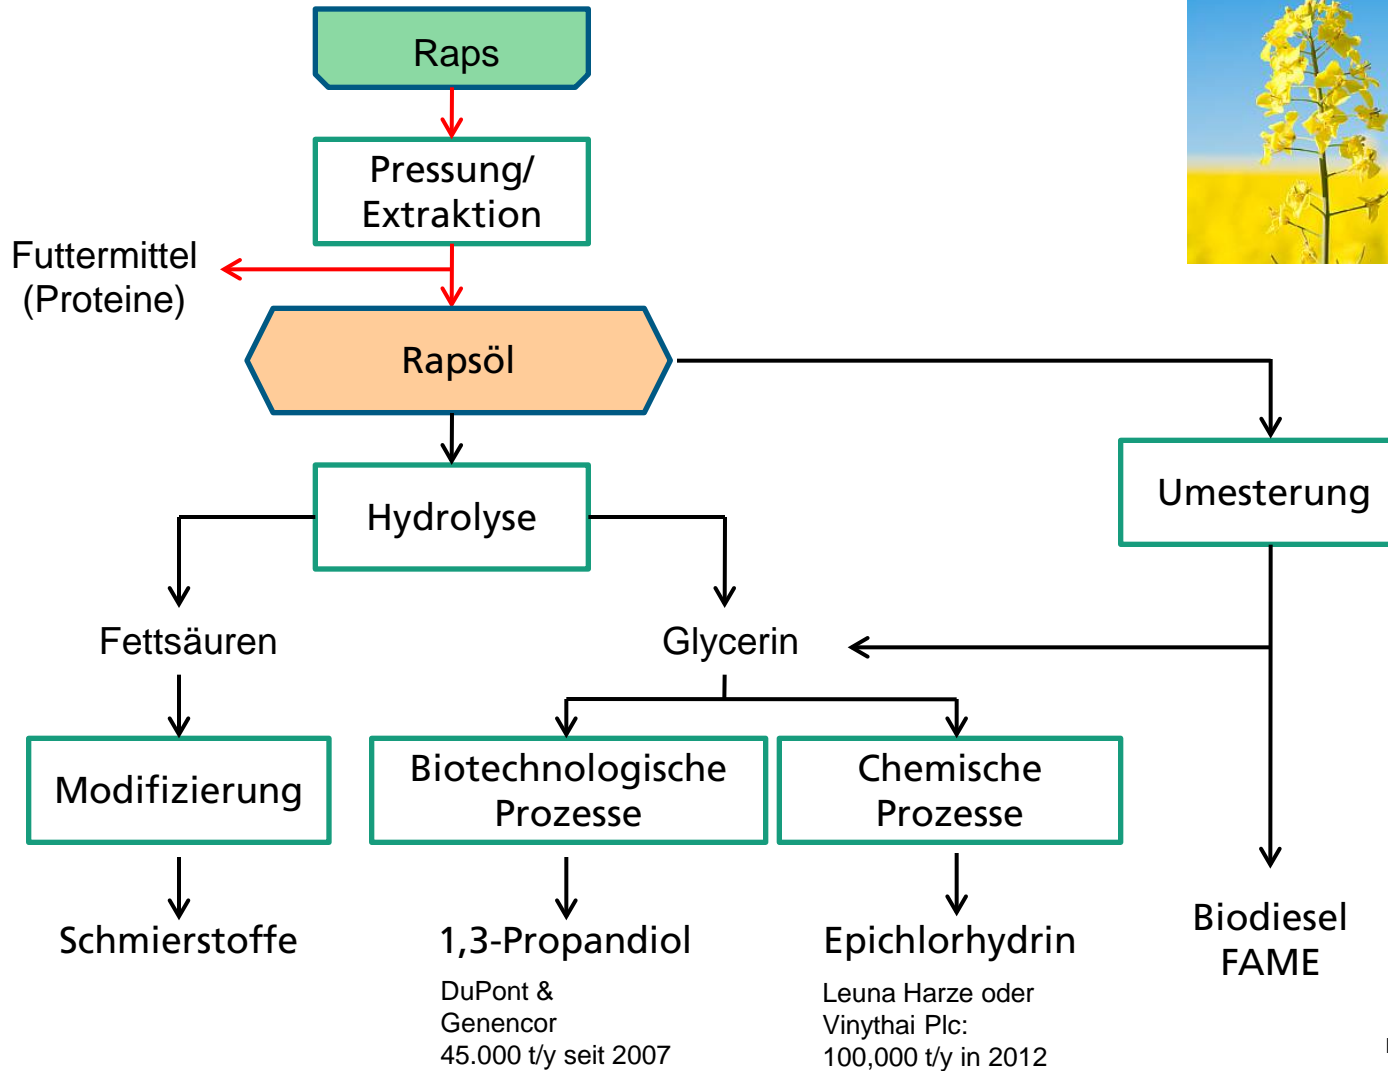 Raps
Pressung/
Extraktion
Futtermittel
(Proteine)
Rapsöl
Umesterung
Hydrolyse
Fettsäuren
Glycerin
Modifizierung
Biotechnologische
Prozesse
Chemische
Prozesse
Schmierstoffe
1,3-Propandiol
DuPont &
Genencor
45.000 t/y seit 2007
Epichlorhydrin
Leuna Harze oder
Vinythai Plc:
100,000 t/y in 2012
Biodiesel
FAME